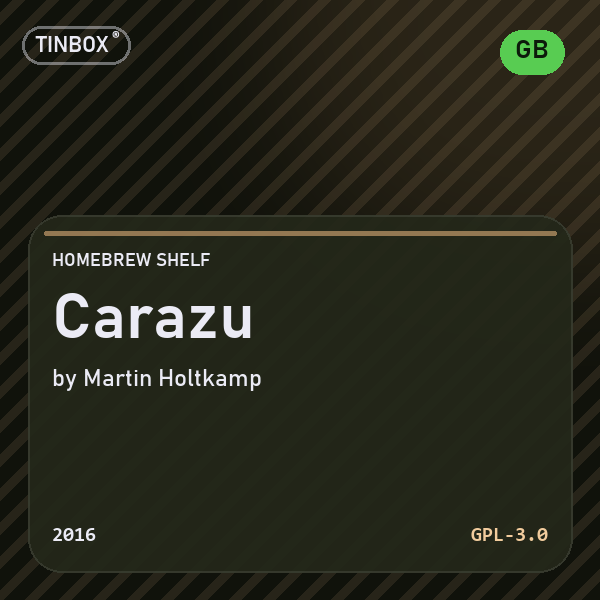 TINBOX®
GB
HOMEBREW SHELF
Carazu
by Martin Holtkamp
2016
GPL-3.0